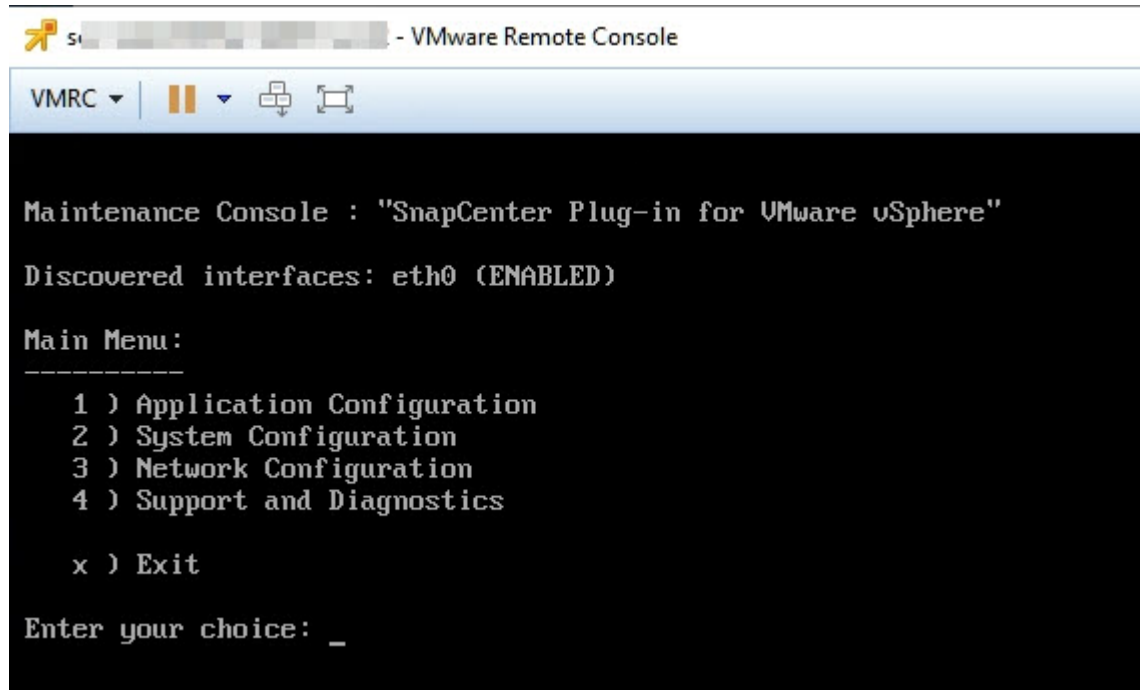 - VMware Remote Console
VMRC
Maintenance Console : "SnapCenter Plug-in for VMware vSphere"
Discovered interfaces: eth0 (ENABLED)
Main Menu:
----------
1 ) Application Configuration
2 ) System Configuration
3 ) Network Configuration
4 ) Support and Diagnostics
x ) Exit
Enter your choice: _